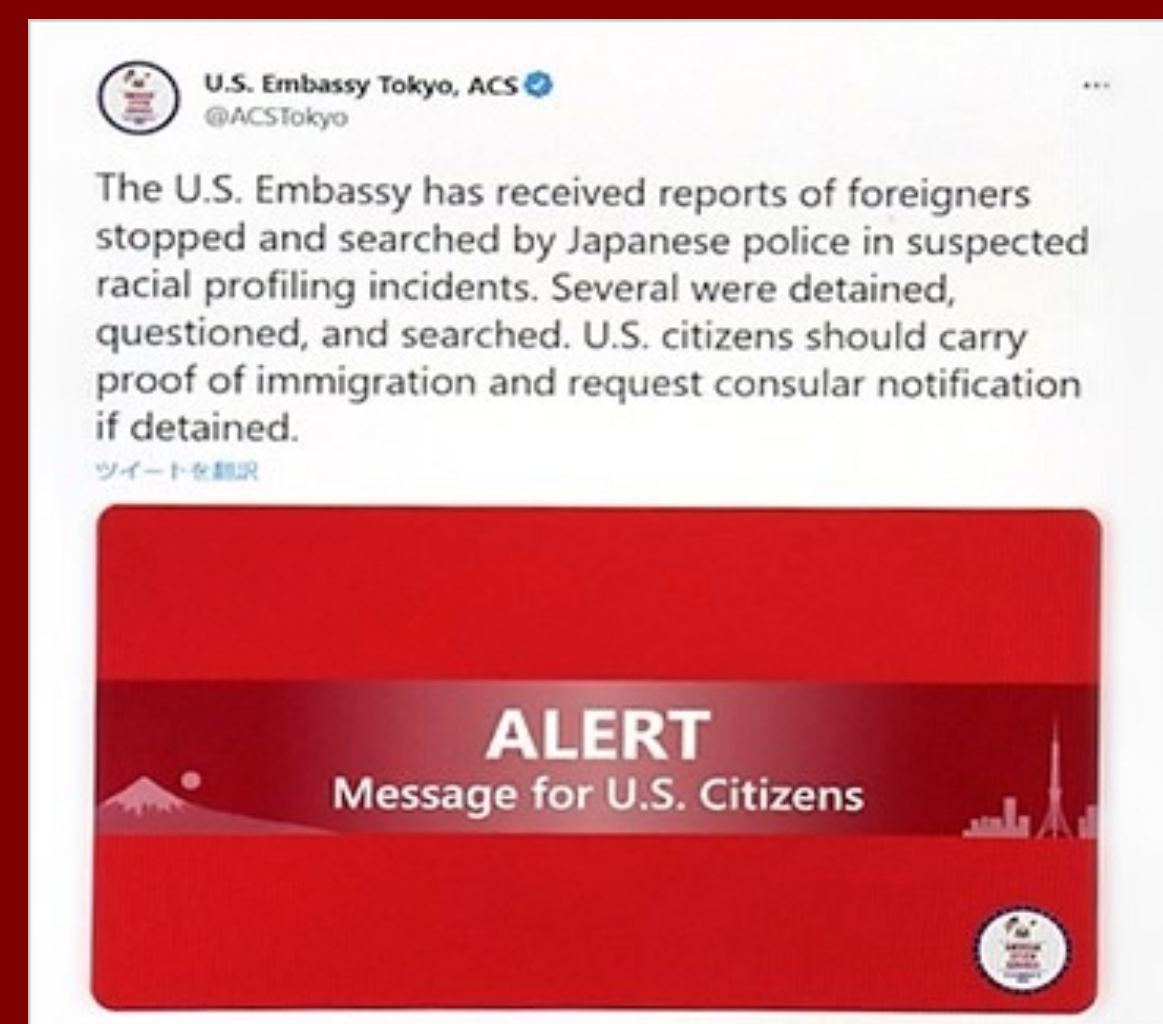 U.S. Embassy Tokyo, ACS
@ACSTokyo
The U.S. Embassy has received reports of foreigners
stopped and searched by Japanese police in suspected
racial profiling incidents. Several were detained,
questioned, and searched. U.S. citizens should carry
proof of immigration and request consular notification
if detained.
ツイートを翻訳
ALERT
Message for U.S. Citizens